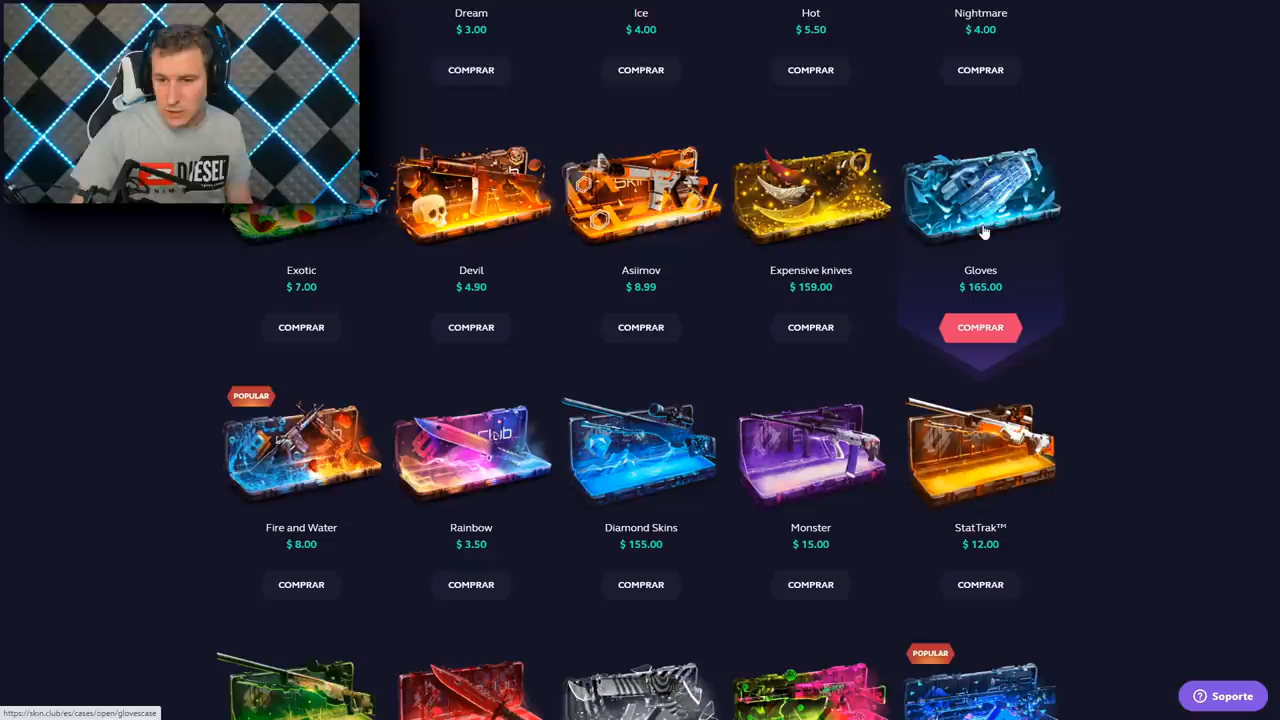 Dream
Ice
Hot
Nightmare
$ 3.00
$ 4.00
$ 5.50
$ 4.00
COMPRAR
COMPRAR
COMPRAR
COMPRAR
DIESEL
Exotic
Devil
Asiimov
Expensive knives
Gloves
$ 7.00
$ 4.90
$ 8.99
$ 159.00
$ 165.00
COMPRAR
COMPRAR
COMPRAR
COMPRAR
COMPRAR
POPULAR
Fire and Water
Rainbow
Diamond Skins
Monster
StatTrak™
$ 8.00
$ 3.50
$ 155.00
$ 15.00
$ 12.00
COMPRAR
COMPRAR
COMPRAR
COMPRAR
COMPRAR
POPULAR
Soporte
https://skin.club/es/cases/open/glovescase